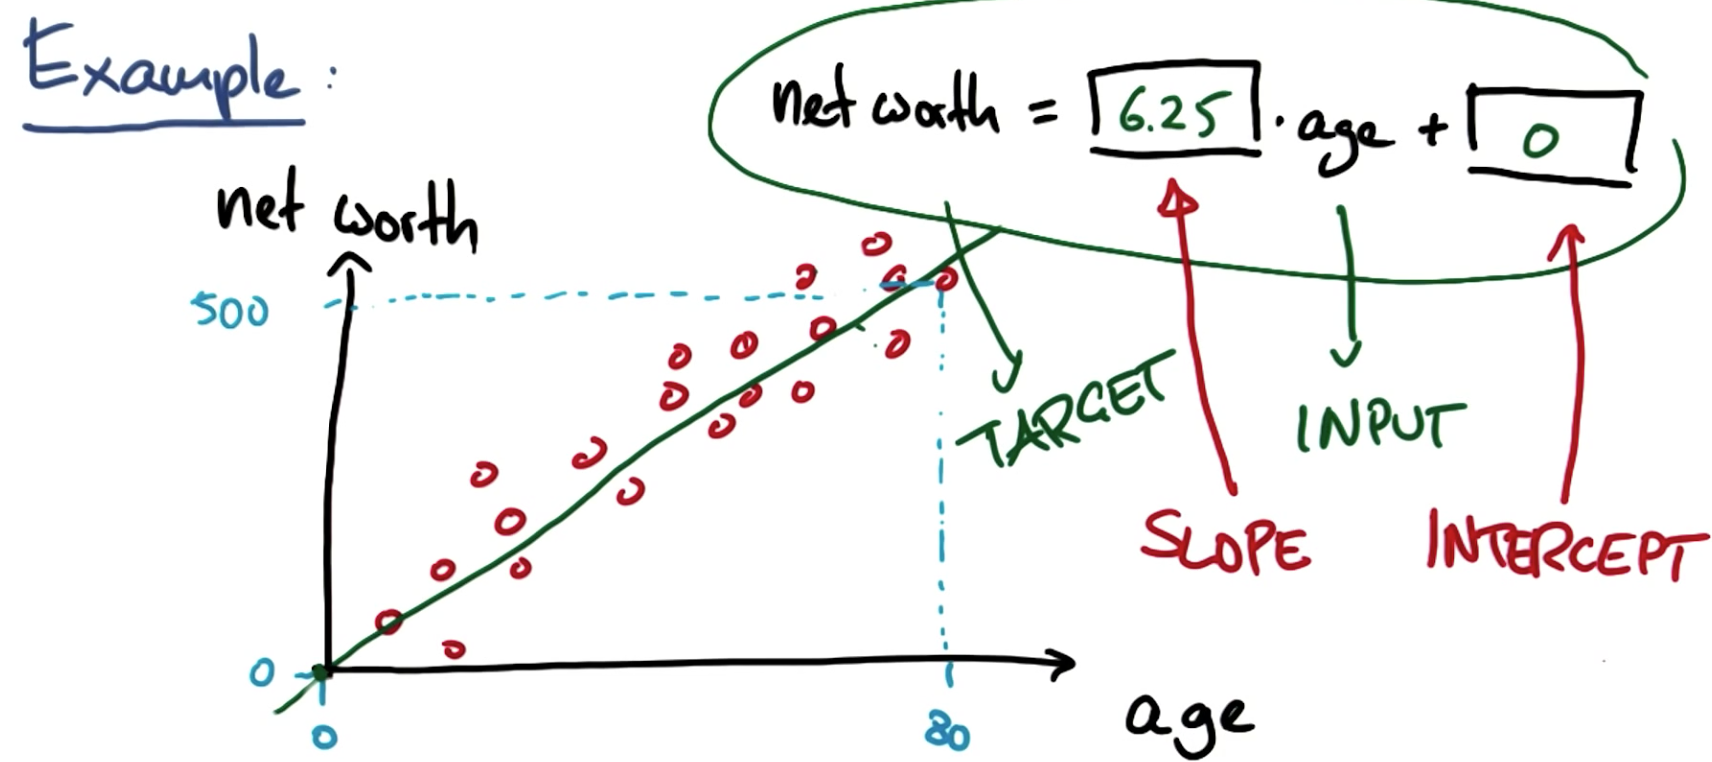 Example:
net worth = 6.25 · age + 0
net worth
500
TARGET
INPUT
SLOPE
INTERCEPT
0
0
80
age